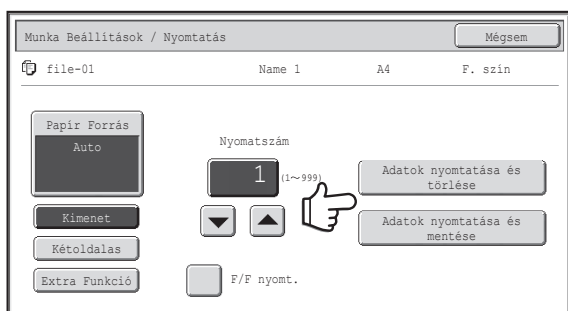 Munka Beállítások / Nyomtatás
Mégsem
file-01 Name 1 A4 F. szín
Papír Forrás
Auto
Nyomatszám
1 (1~999)
Adatok nyomtatása és
törlése
Kimenet
Adatok nyomtatása és
mentése
Kétoldalas
Extra Funkció
F/F nyomt.